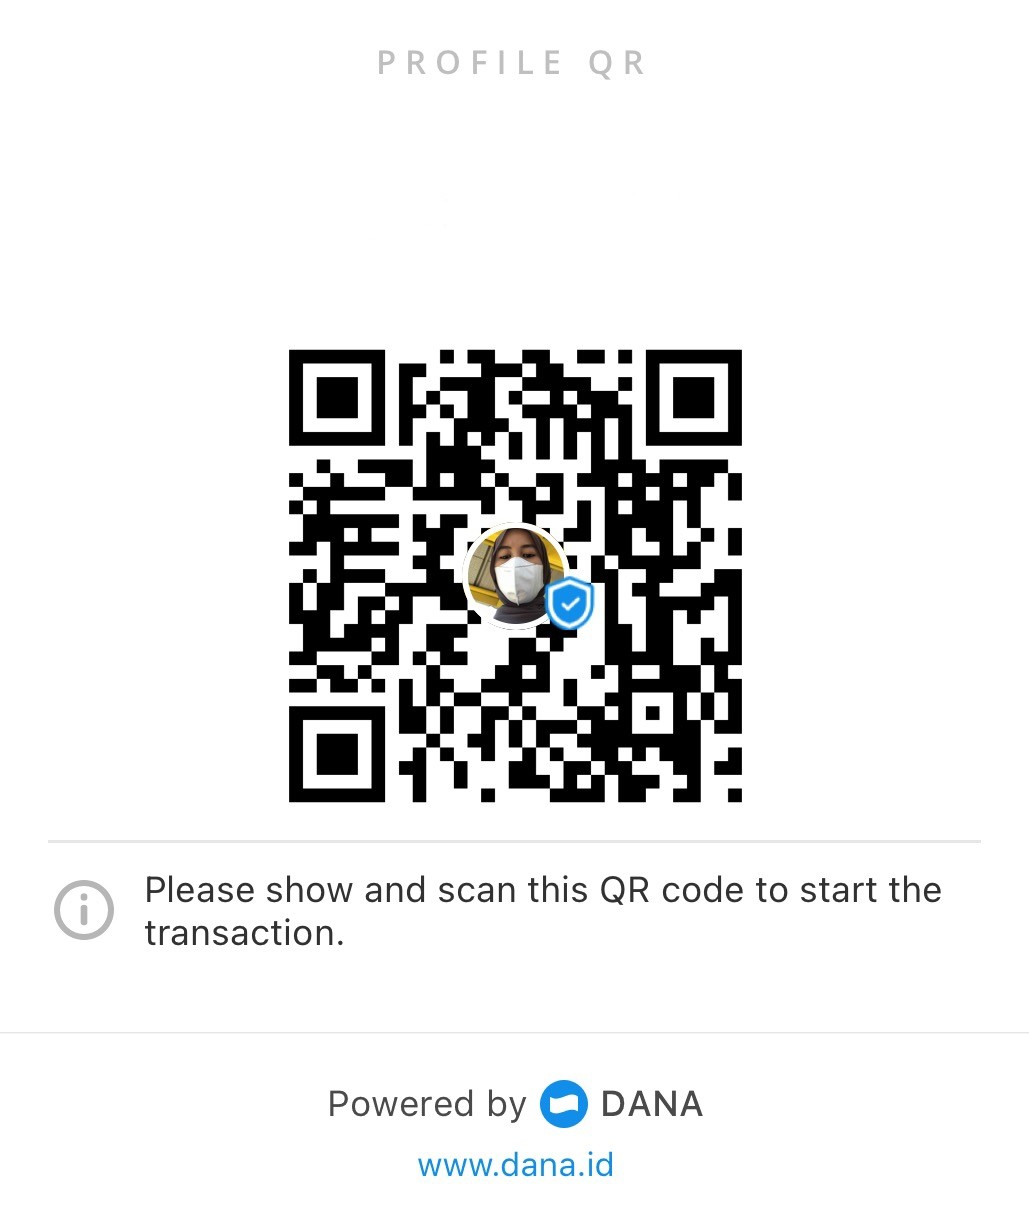 PROFILE QR
Please show and scan this QR code to start the
transaction.
Powered by DANA
www.dana.id